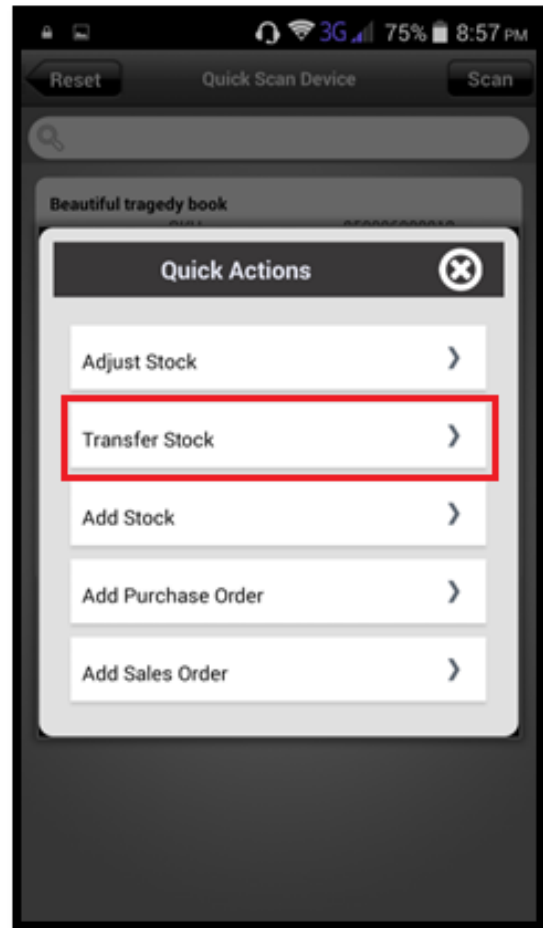 3G 75% 8:57 PM
Reset Quick Scan Device Scan
Beautiful tragedy book
Quick Actions
Adjust Stock
Transfer Stock
Add Stock
Add Purchase Order
Add Sales Order